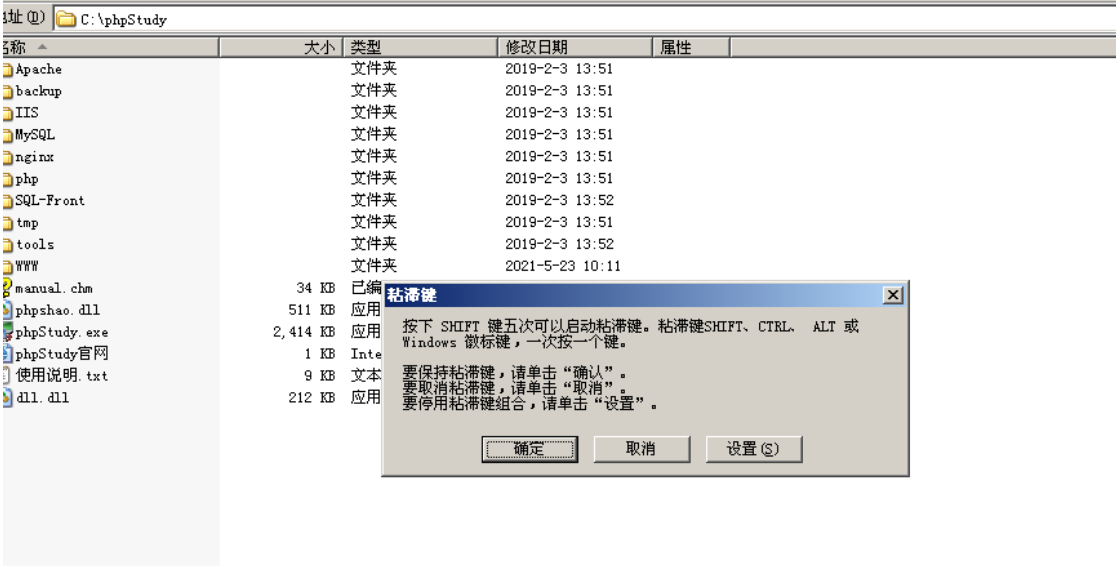 址(D) C:\phpStudy
名称 大小 类型 修改日期 属性
Apache 文件夹 2019-2-3 13:51
backup 文件夹 2019-2-3 13:51
IIS 文件夹 2019-2-3 13:51
MySQL 文件夹 2019-2-3 13:51
nginx 文件夹 2019-2-3 13:51
php 文件夹 2019-2-3 13:51
SQL-Front 文件夹 2019-2-3 13:52
tmp 文件夹 2019-2-3 13:51
tools 文件夹 2019-2-3 13:52
WWW 文件夹 2021-5-23 10:11
manual.chm 34 KB 已编
phpshao.dll 511 KB 应用
phpStudy.exe 2,414 KB 应用
phpStudy官网 1 KB Inte
使用说明.txt 9 KB 文本
dll.dll 212 KB 应用
粘滞键
按下 SHIFT 键五次可以启动粘滞键。粘滞键SHIFT、CTRL、 ALT 或
Windows 徽标键，一次按一个键。
要保持粘滞键，请单击“确认”。
要取消粘滞键，请单击“取消”。
要停用粘滞键组合，请单击“设置”。
确定 取消 设置(S)